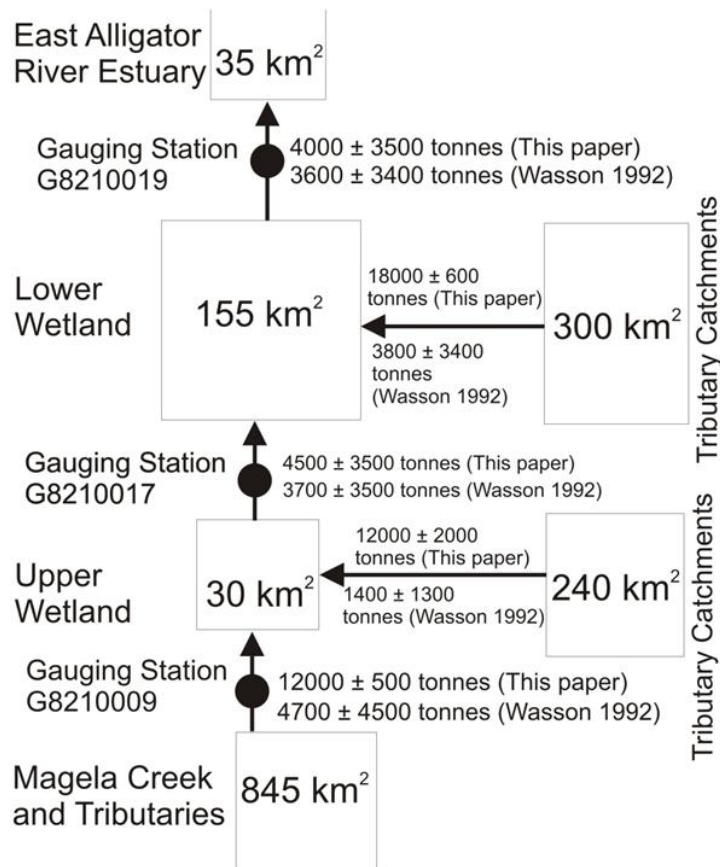 East Alligator
River Estuary
35 km²
Gauging Station
G8210019
4000 ± 3500 tonnes (This paper)
3600 ± 3400 tonnes (Wasson 1992)
Lower
Wetland
155 km²
18000 ± 600
tonnes (This paper)
3800 ± 3400
tonnes
(Wasson 1992)
300 km²
Tributary Catchments
Gauging Station
G8210017
4500 ± 3500 tonnes (This paper)
3700 ± 3500 tonnes (Wasson 1992)
Upper
Wetland
30 km²
12000 ± 2000
tonnes (This paper)
1400 ± 1300
tonnes (Wasson 1992)
240 km²
Tributary Catchments
Gauging Station
G8210009
12000 ± 500 tonnes (This paper)
4700 ± 4500 tonnes (Wasson 1992)
Magela Creek
and Tributaries
845 km²